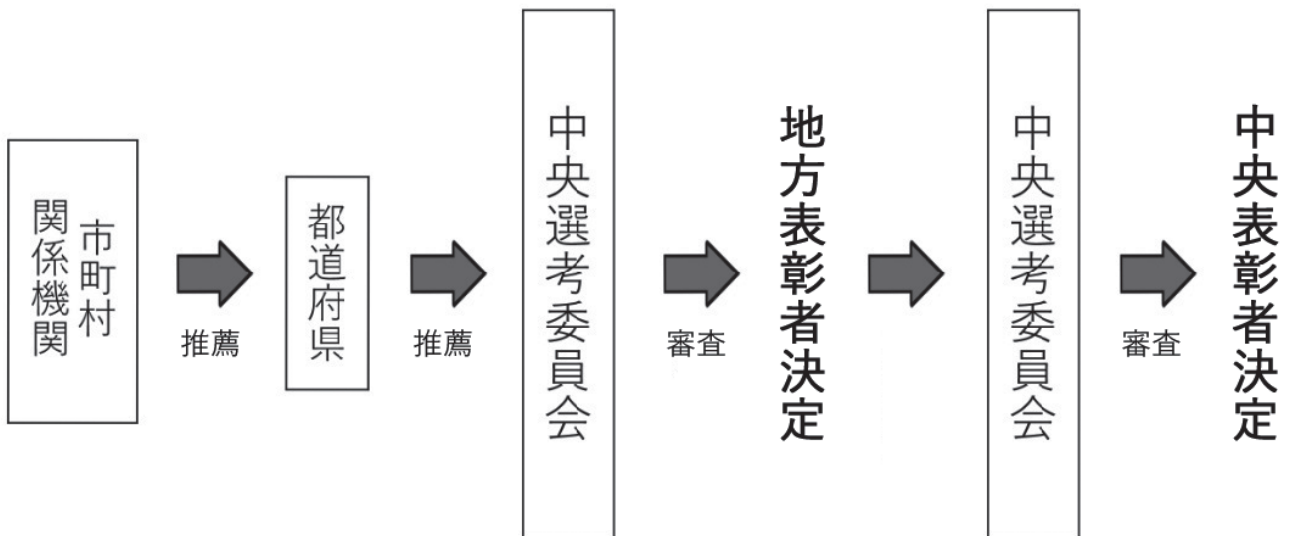 市町村
関係機関
推薦
都道府県
推薦
中央選考委員会
審査
地方表彰者決定
中央選考委員会
審査
中央表彰者決定